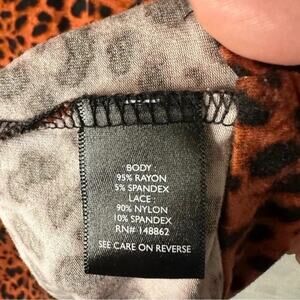 BODY:
95% RAYON
5% SPANDEX
LACE:
90% NYLON
10% SPANDEX
RN# 148862
SEE CARE ON REVERSE